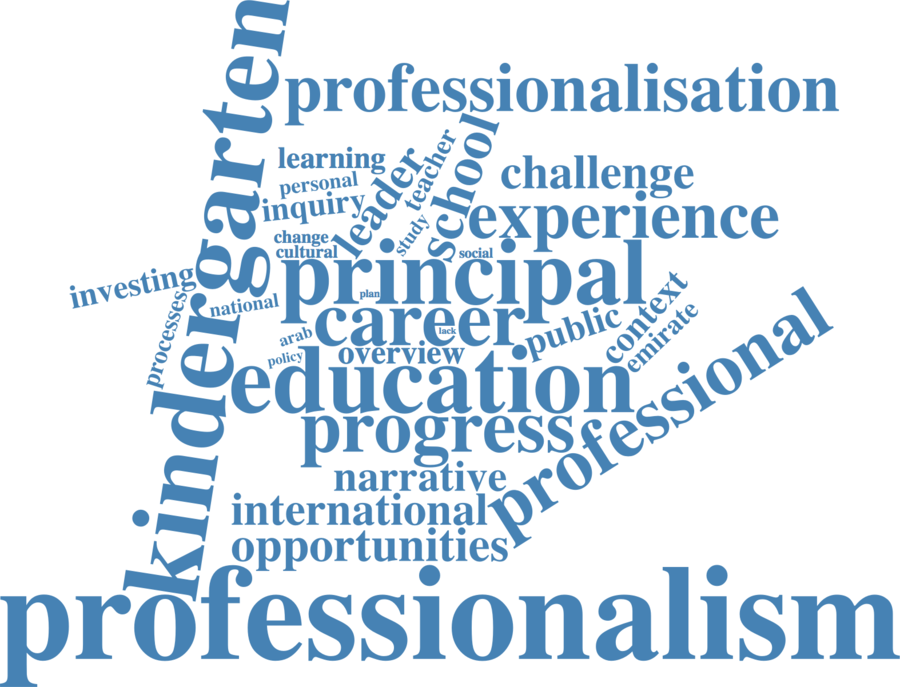 kindergarten
professionalisation
learning
personal
inquiry
leader
teacher
school
study
challenge
experience
change
cultural
social
principal
investing
processes
national
plan
career
lack
arab
policy
overview
public
context
emirate
education
progress
professional
narrative
international
opportunities
professionalism